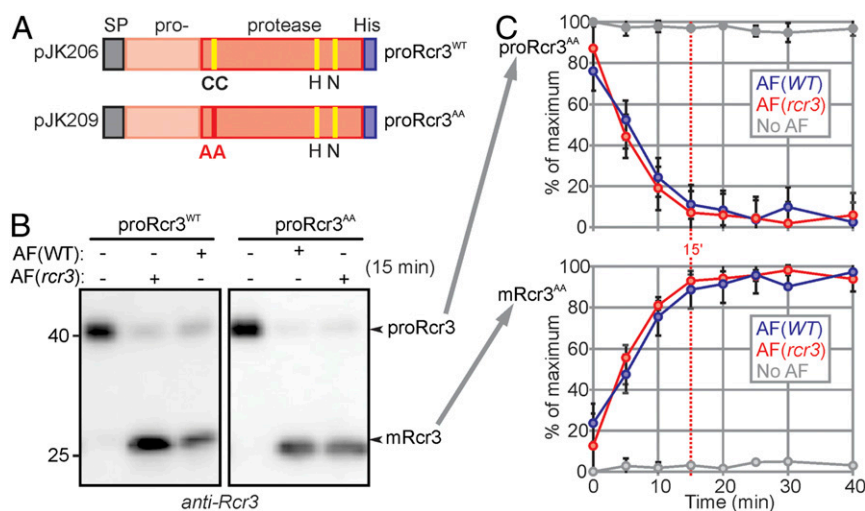 A
SP pro- protease His
pJK206 proRcr3WT
CC H N
pJK209 proRcr3AA
AA H N
B
proRcr3WT proRcr3AA
AF(WT): - - + - + -
AF(rcr3): - + - - - +
(15 min)
40
25
proRcr3
mRcr3
anti-Rcr3
C
proRcr3AA
% of maximum
100
80
60
40
20
0
AF(WT)
AF(rcr3)
No AF
15'
mRcr3AA
% of maximum
100
80
60
40
20
0
AF(WT)
AF(rcr3)
No AF
0 10 20 30 40
Time (min)